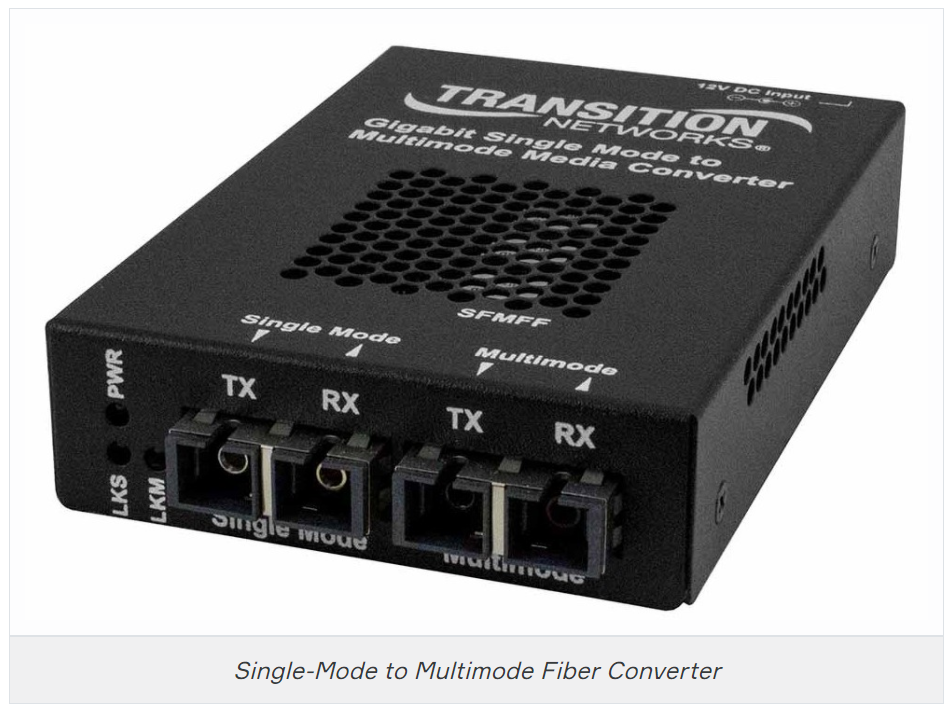 12V DC Input
TRANSITION
NETWORKS®
Gigabit Single Mode to
Multimode Media Converter
SFMFF
Single Mode
Multimode
PWR
TX
RX
TX
RX
LKS
LKM
Single Mode
Multimode
Single-Mode to Multimode Fiber Converter